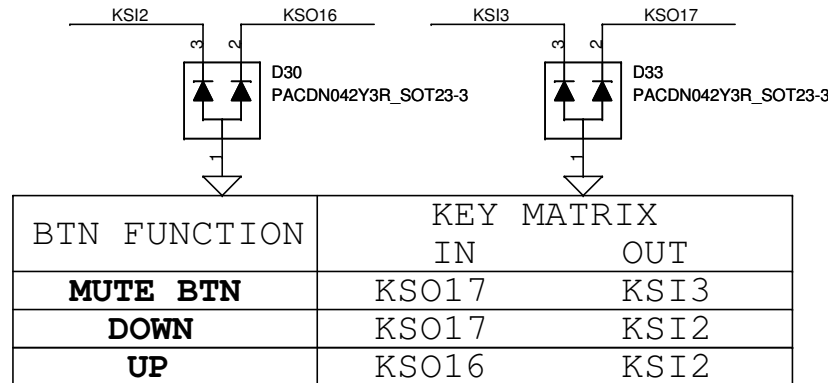 KSI2 KSO16 KSI3 KSO17
3 2 3 2
D30 D33
PACDN042Y3R_SOT23-3 PACDN042Y3R_SOT23-3
1 1
BTN FUNCTION KEY MATRIX
IN OUT
MUTE BTN KSO17 KSI3
DOWN KSO17 KSI2
UP KSO16 KSI2